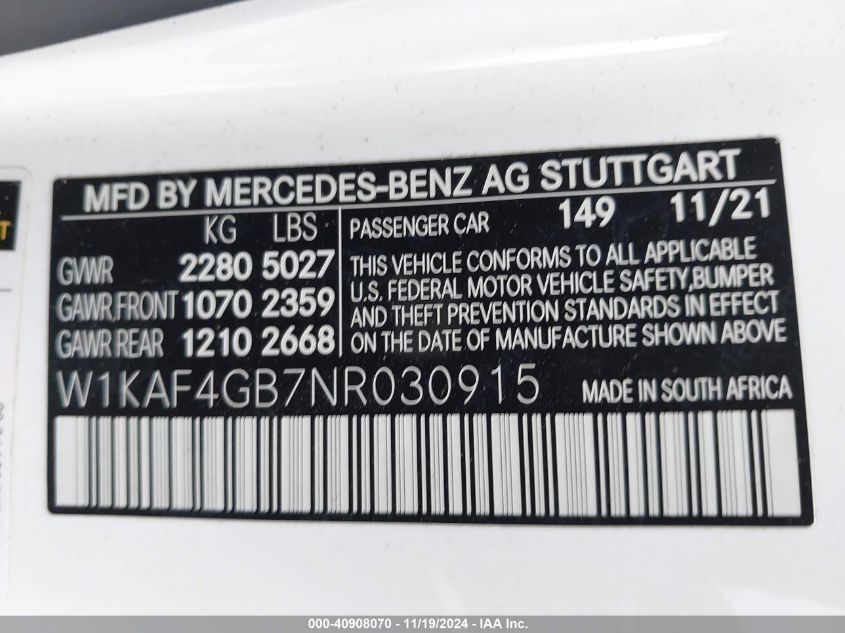 MFD BY MERCEDES-BENZ AG STUTTGART
KG LBS
GVWR 2280 5027
GAWR,FRONT 1070 2359
GAWR REAR 1210 2668
PASSENGER CAR 149 11/21
THIS VEHICLE CONFORMS TO ALL APPLICABLE
U.S. FEDERAL MOTOR VEHICLE SAFETY,BUMPER
AND THEFT PREVENTION STANDARDS IN EFFECT
ON THE DATE OF MANUFACTURE SHOWN ABOVE
W1KAF4GB7NR030915 MADE IN SOUTH AFRICA
000-40908070 - 11/19/2024 - IAA Inc.